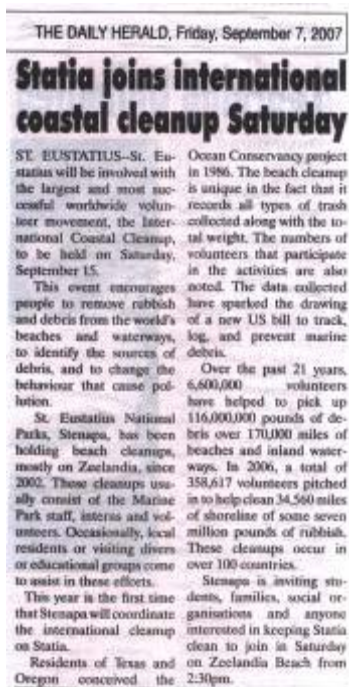 THE DAILY HERALD, Friday, September 7, 2007
Statia joins international
coastal cleanup Saturday
ST. EUSTATIUS--St. Eu-
statius will be involved with
the largest and most suc-
cessful worldwide volun-
teer movement, the Inter-
national Coastal Cleanup,
to be held on Saturday,
September 15.
This event encourages
people to remove rubbish
and debris from the world's
beaches and waterways,
to identify the sources of
debris, and to change the
behaviour that cause pol-
lution.
St. Eustatius National
Parks, Stenapa, has been
holding beach cleanups,
mostly on Zeelandia, since
2002. These cleanups usu-
ally consist of the Marine
Park staff, interns and vol-
unteers. Occasionally, local
residents or visiting divers
or educational groups come
to assist in these efforts.
This year is the first time
that Stenapa will coordinate
the international cleanup
on Statia.
Residents of Texas and
Oregon conceived the
Ocean Conservancy project
in 1986. The beach cleanup
is unique in the fact that it
records all types of trash
collected along with the to-
tal weight. The numbers of
volunteers that participate
in the activities are also
noted. The data collected
have sparked the drawing
of a new US bill to track,
log, and prevent marine
debris.
Over the past 21 years,
6,600,000 volunteers
have helped to pick up
116,000,000 pounds of de-
bris over 170,000 miles of
beaches and inland water-
ways. In 2006, a total of
358,617 volunteers pitched
in to help clean 34,560 miles
of shoreline of some seven
million pounds of rubbish.
These cleanups occur in
over 100 countries.
Stenapa is inviting stu-
dents, families, social or-
ganisations and anyone
interested in keeping Statia
clean to join in Saturday
on Zeelandia Beach from
2:30pm.